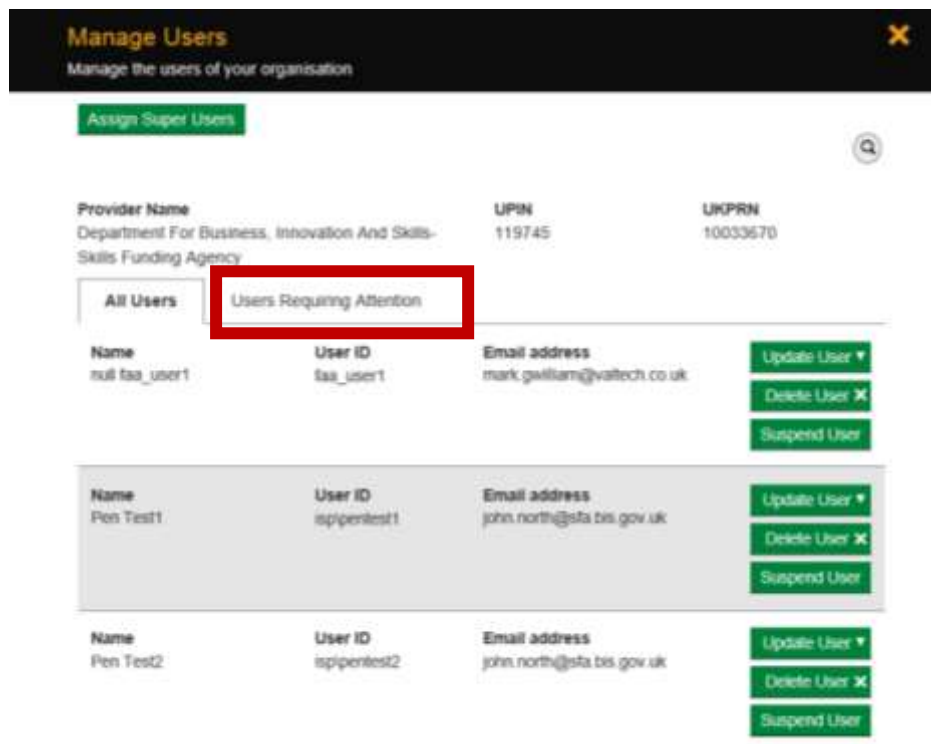 Manage Users
Manage the users of your organisation
Assign Super Users
Provider Name UPIN UKPRN
Department For Business, Innovation And Skills- 119745 10033670
Skills Funding Agency
All Users Users Requiring Attention
Name User ID Email address Update User
null faa_user1 faa_user1 mark.gwilliam@valtech.co.uk
Delete User
Suspend User
Name User ID Email address Update User
Pen Test1 isp\pentest1 john.north@sfa.bis.gov.uk
Delete User
Suspend User
Name User ID Email address Update User
Pen Test2 isp\pentest2 john.north@sfa.bis.gov.uk
Delete User
Suspend User